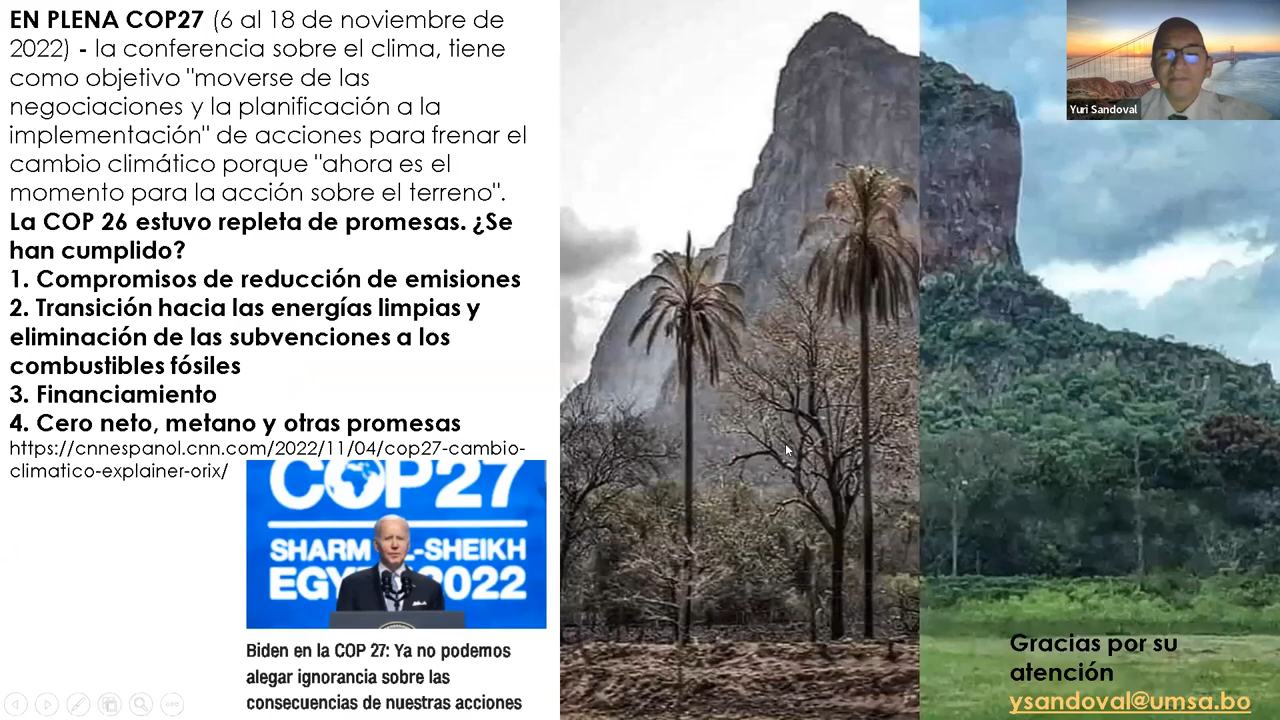 EN PLENA COP27 (6 al 18 de noviembre de
2022) - la conferencia sobre el clima, tiene
como objetivo "moverse de las
negociaciones y la planificación a la
implementación" de acciones para frenar el
cambio climático porque "ahora es el
momento para la acción sobre el terreno".
La COP 26 estuvo repleta de promesas. ¿Se
han cumplido?
1. Compromisos de reducción de emisiones
2. Transición hacia las energías limpias y
eliminación de las subvenciones a los
combustibles fósiles
3. Financiamiento
4. Cero neto, metano y otras promesas
https://cnnespanol.cnn.com/2022/11/04/cop27-cambio-
climatico-explainer-orix/
COP27
SHARM EL-SHEIKH
EGYPT 2022
Biden en la COP 27: Ya no podemos
alegar ignorancia sobre las
consecuencias de nuestras acciones
Yuri Sandoval
Gracias por su
atención
ysandoval@umsa.bo